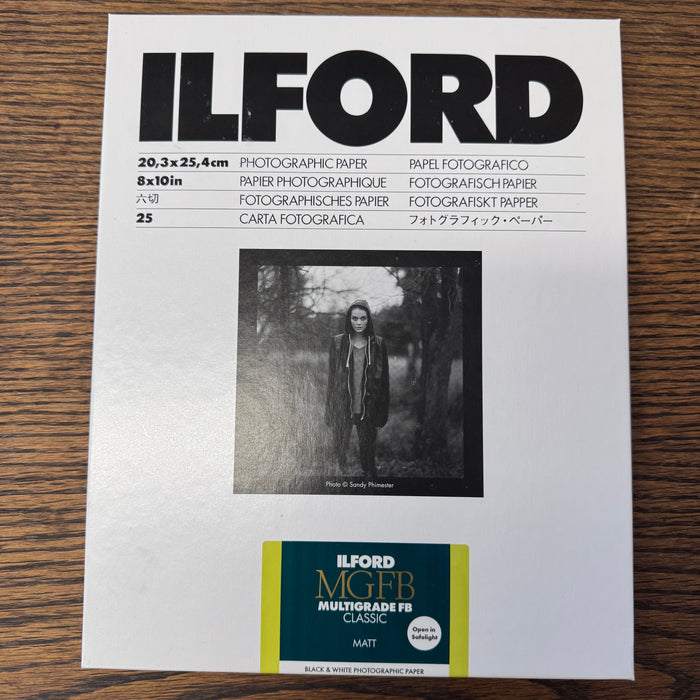 ILFORD
20,3x25,4cm PHOTOGRAPHIC PAPER PAPEL FOTOGRAFICO
8x10in PAPIER PHOTOGRAPHIQUE FOTOGRAFISCH PAPIER
六切 FOTOGRAPHISCHES PAPIER FOTOGRAFISKT PAPPER
25 CARTA FOTOGRAFICA フォトグラフィック・ペーパー
Photo © Sandy Phimester
ILFORD
MGFB
MULTIGRADE FB
CLASSIC
MATT
Open in
Safelight
BLACK & WHITE PHOTOGRAPHIC PAPER